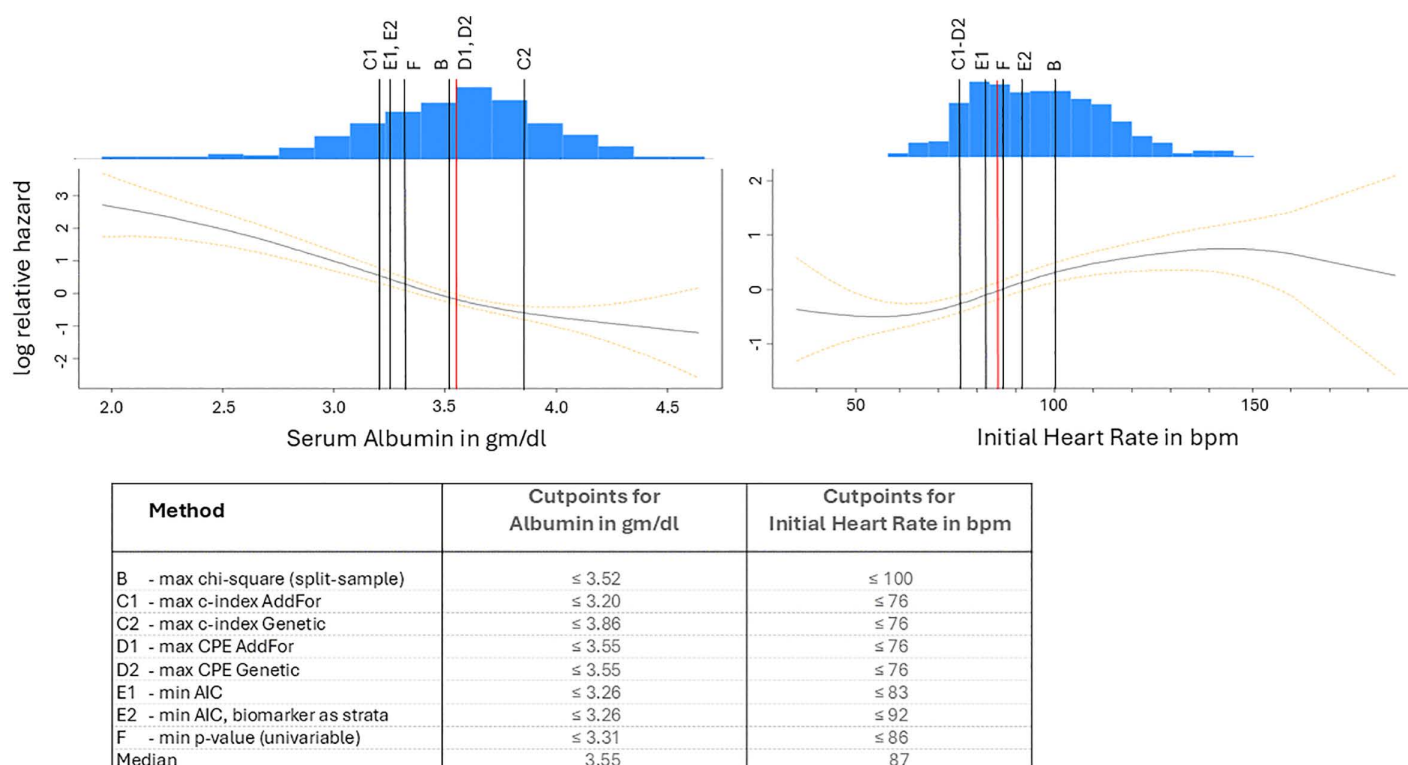 C1
E1, E2
F
B
D1, D2
C2
C1-D2
E1
F
E2
B
log relative hazard
3
2
1
0
-1
-2
2.0 2.5 3.0 3.5 4.0 4.5
Serum Albumin in gm/dl
2
1
0
-1
50 100 150
Initial Heart Rate in bpm
Method
Cutpoints for
Albumin in gm/dl
Cutpoints for
Initial Heart Rate in bpm
B - max chi-square (split-sample) ≤ 3.52 ≤ 100
C1 - max c-index AddFor ≤ 3.20 ≤ 76
C2 - max c-index Genetic ≤ 3.86 ≤ 76
D1 - max CPE AddFor ≤ 3.55 ≤ 76
D2 - max CPE Genetic ≤ 3.55 ≤ 76
E1 - min AIC ≤ 3.26 ≤ 83
E2 - min AIC, biomarker as strata ≤ 3.26 ≤ 92
F - min p-value (univariable) ≤ 3.31 ≤ 86
Median 3.55 87